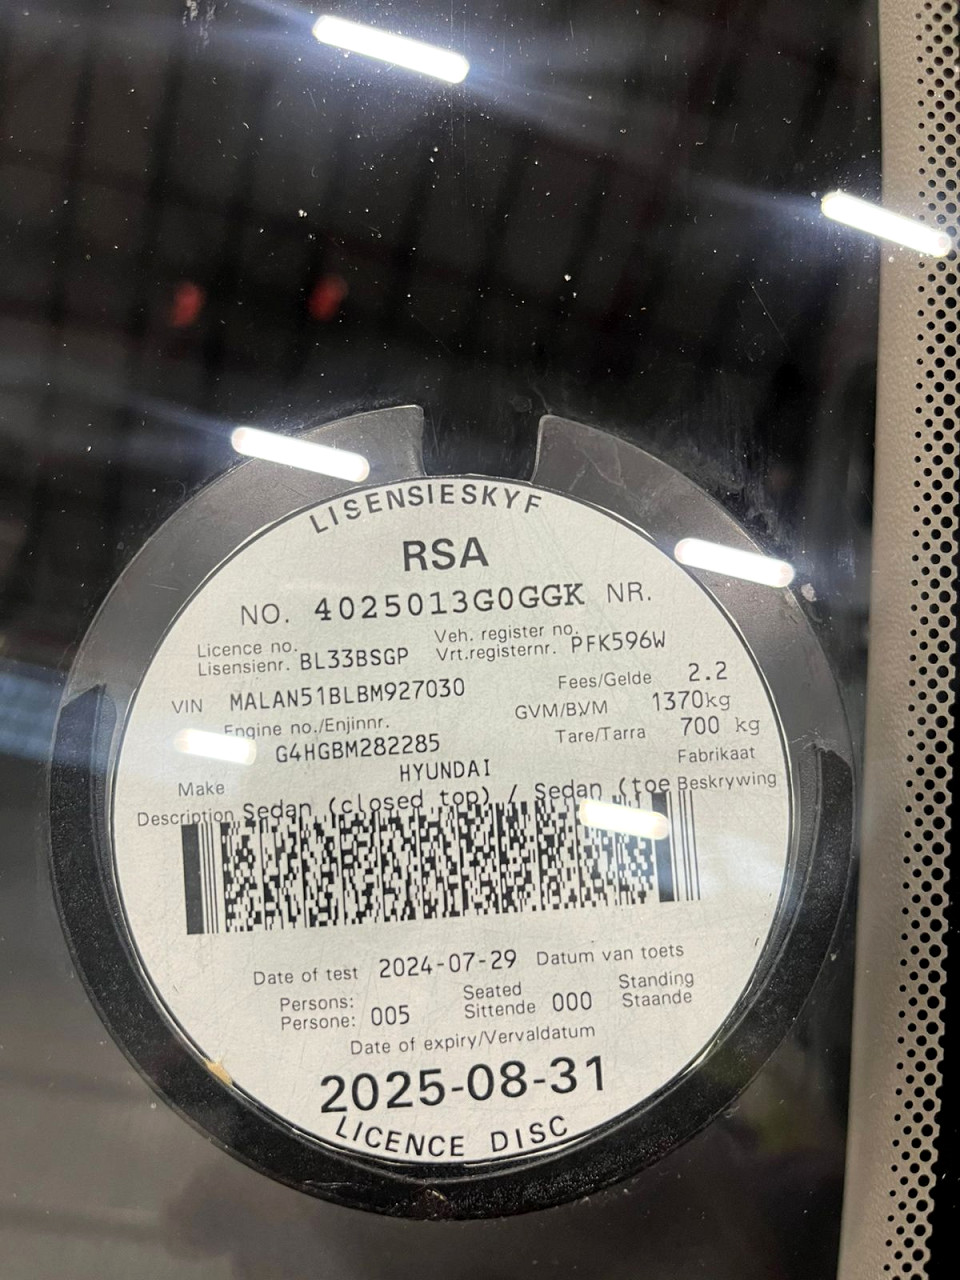 LISENSIESKYF
RSA
NO. 4025013G0GGK NR.
Licence no. Veh. register no.
Lisensienr. BL33BSGP Vrt.registernr. PFK596W
VIN MALAN51BLBM927030 Fees/Gelde 2.2
Engine no./Enjinnr. GVM/BVM 1370kg
G4HGBM282285 Tare/Tarra 700 kg
Make HYUNDAI Fabrikaat
Description Sedan (closed top) / Sedan (toe Beskrywing
Date of test 2024-07-29 Datum van toets
Persons: Seated Standing
Persone: 005 Sittende 000 Staande
Date of expiry/Vervaldatum
2025-08-31
LICENCE DISC